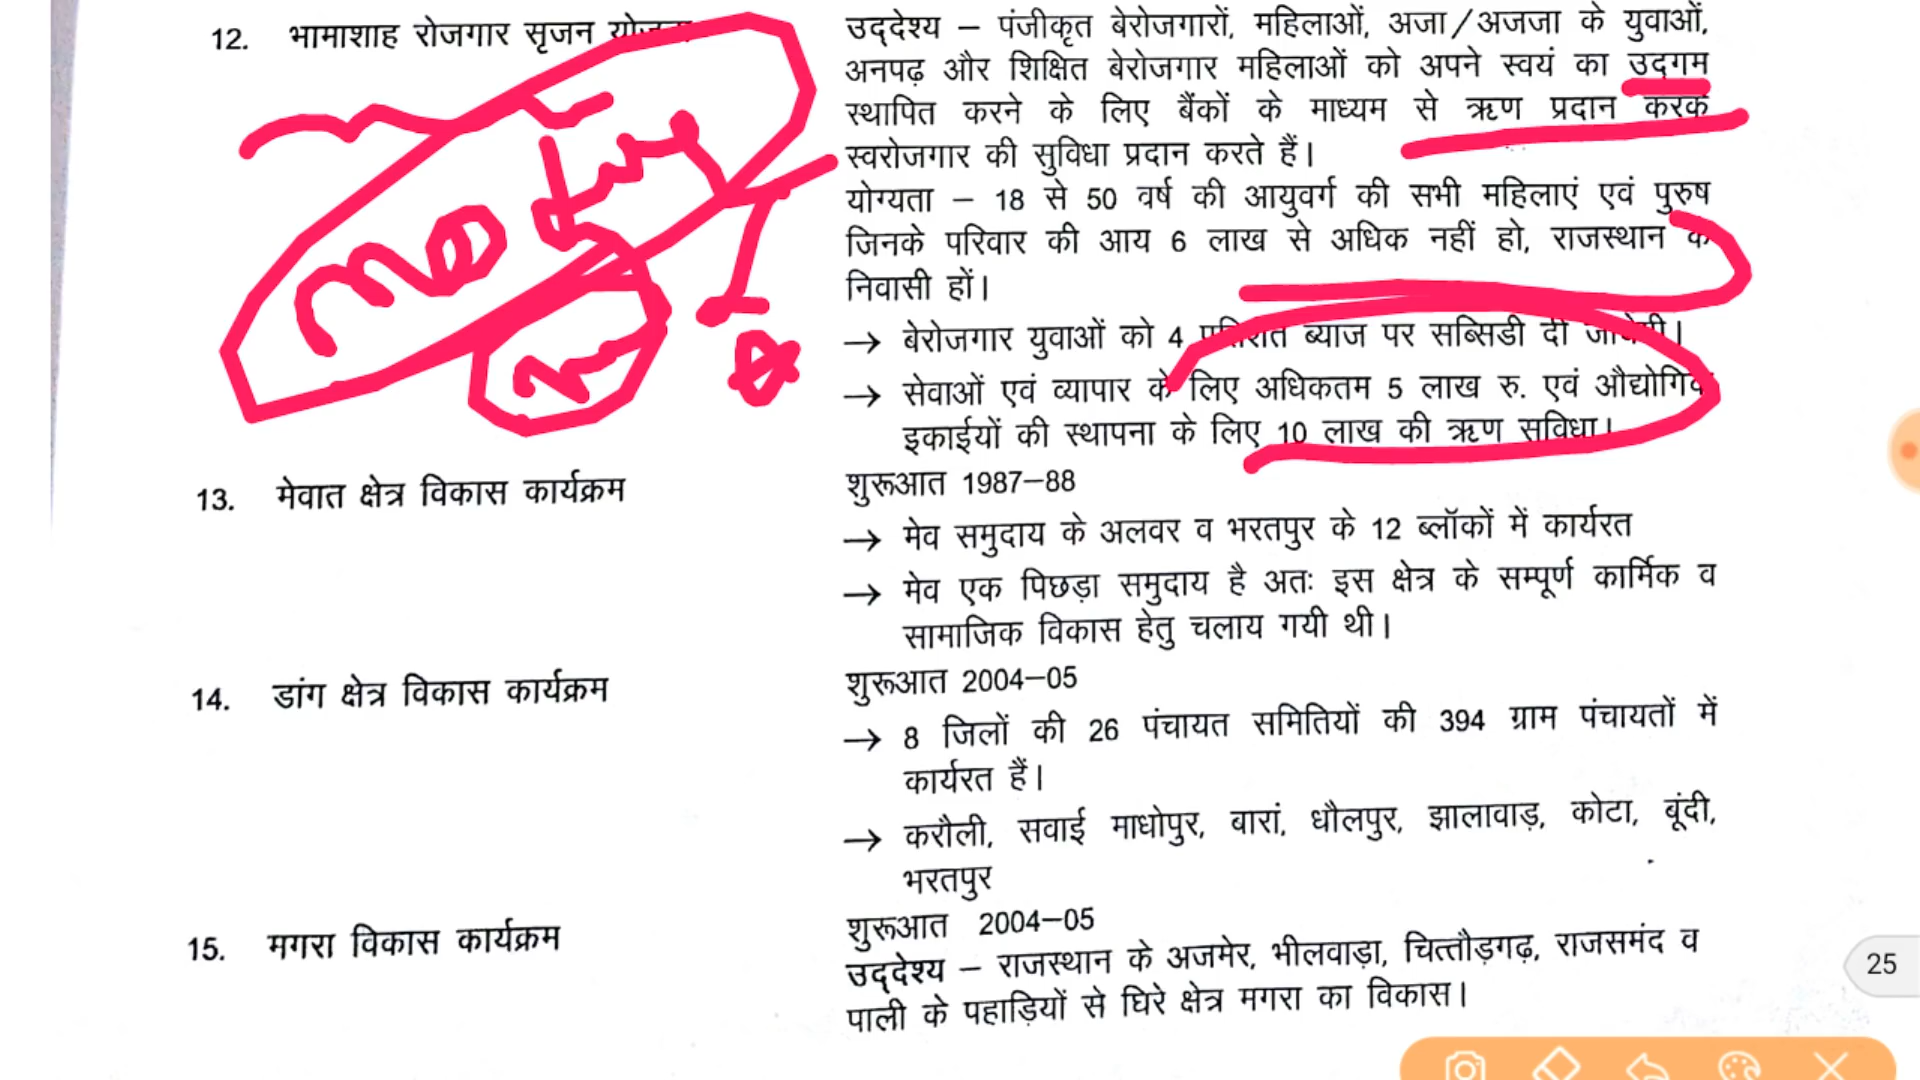 12. भामाशाह रोजगार सृजन योजना
उद्देश्य – पंजीकृत बेरोजगारों, महिलाओं, अजा/अजजा के युवाओं,
अनपढ़ और शिक्षित बेरोजगार महिलाओं को अपने स्वयं का उद्गम
स्थापित करने के लिए बैंकों के माध्यम से ऋण प्रदान करके
स्वरोजगार की सुविधा प्रदान करते हैं।
योग्यता – 18 से 50 वर्ष की आयुवर्ग की सभी महिलाएं एवं पुरुष
जिनके परिवार की आय 6 लाख से अधिक नहीं हो, राजस्थान के
निवासी हों।
→ बेरोजगार युवाओं को 4 प्रतिशत ब्याज पर सब्सिडी दी जायेगी।
→ सेवाओं एवं व्यापार के लिए अधिकतम 5 लाख रु. एवं औद्योगिक
इकाईयों की स्थापना के लिए 10 लाख की ऋण सुविधा।
13. मेवात क्षेत्र विकास कार्यक्रम
शुरूआत 1987–88
→ मेव समुदाय के अलवर व भरतपुर के 12 ब्लॉकों में कार्यरत
→ मेव एक पिछड़ा समुदाय है अतः इस क्षेत्र के सम्पूर्ण कार्मिक व
सामाजिक विकास हेतु चलाय गयी थी।
14. डांग क्षेत्र विकास कार्यक्रम
शुरूआत 2004–05
→ 8 जिलों की 26 पंचायत समितियों की 394 ग्राम पंचायतों में
कार्यरत हैं।
→ करौली, सवाई माधोपुर, बारां, धौलपुर, झालावाड़, कोटा, बूंदी,
भरतपुर
15. मगरा विकास कार्यक्रम
शुरूआत 2004–05
उद्देश्य – राजस्थान के अजमेर, भीलवाड़ा, चित्तौड़गढ़, राजसमंद व
पाली के पहाड़ियों से घिरे क्षेत्र मगरा का विकास।
25